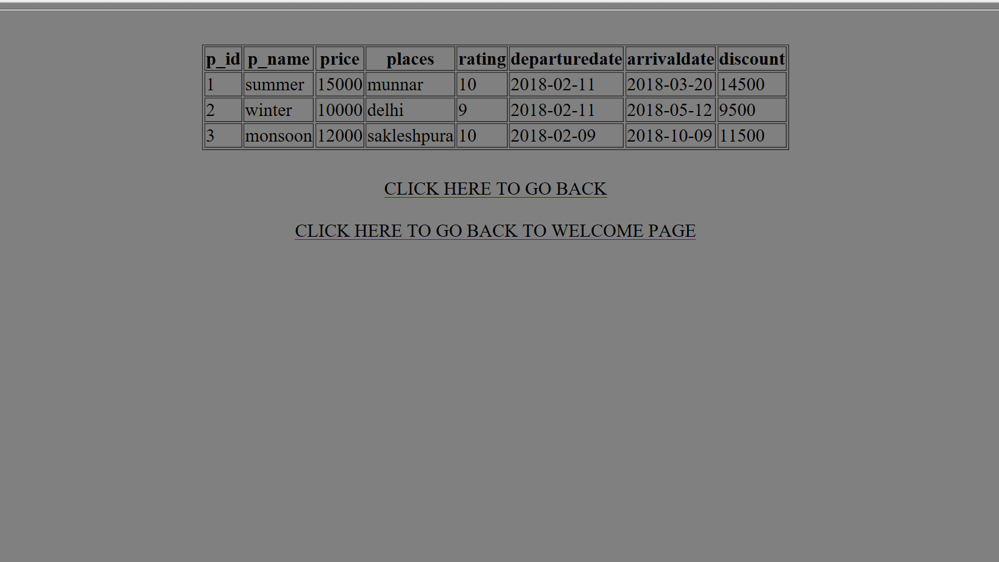 p_id p_name price places rating departuredate arrivaldate discount
1 summer 15000 munnar 10 2018-02-11 2018-03-20 14500
2 winter 10000 delhi 9 2018-02-11 2018-05-12 9500
3 monsoon 12000 sakleshpura 10 2018-02-09 2018-10-09 11500
CLICK HERE TO GO BACK
CLICK HERE TO GO BACK TO WELCOME PAGE